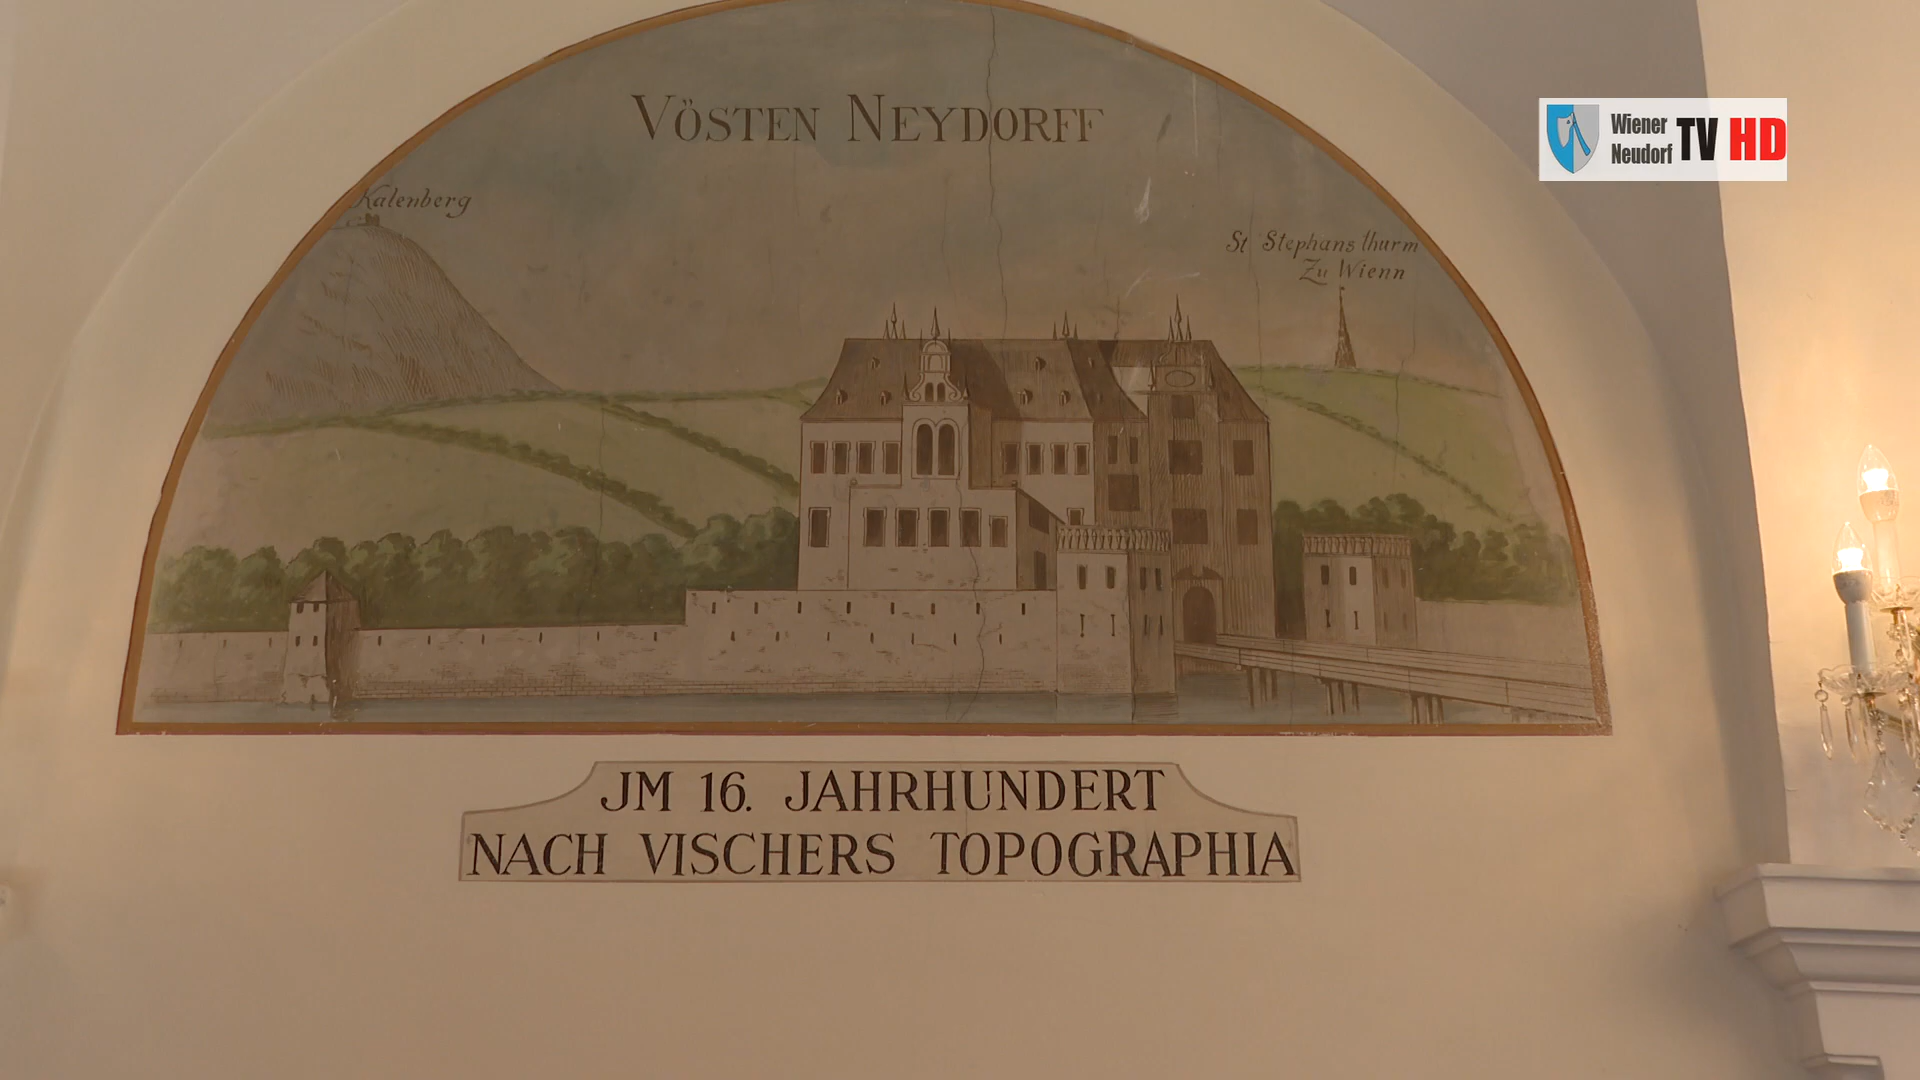 VÖSTEN NEYDORFF
Kalenberg
St Stephans thurm
Zu Wienn
JM 16. JAHRHUNDERT
NACH VISCHERS TOPOGRAPHIA
Wiener
Neudorf TV HD